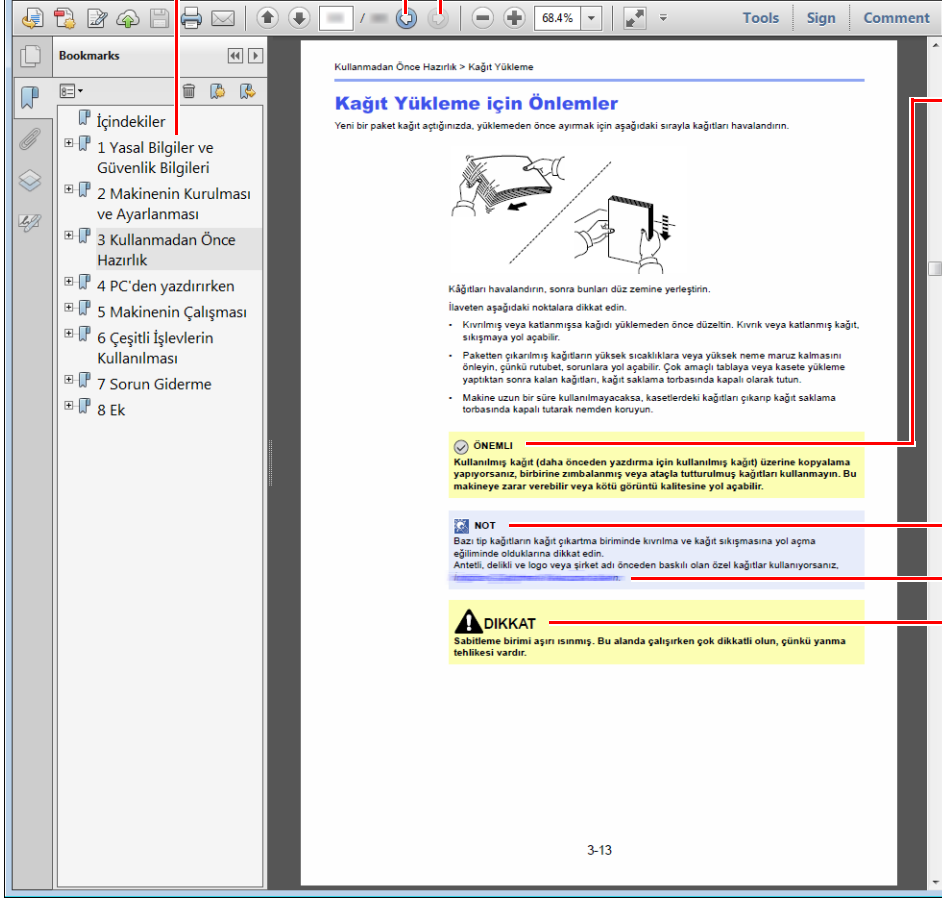 /
68.4%
Tools
Sign
Comment
Bookmarks
İçindekiler
1 Yasal Bilgiler ve
Güvenlik Bilgileri
2 Makinenin Kurulması
ve Ayarlanması
3 Kullanmadan Önce
Hazırlık
4 PC'den yazdırırken
5 Makinenin Çalışması
6 Çeşitli İşlevlerin
Kullanılması
7 Sorun Giderme
8 Ek
Kullanmadan Önce Hazırlık > Kağıt Yükleme
Kağıt Yükleme için Önlemler
Yeni bir paket kağıt açtığınızda, yüklemeden önce ayırmak için aşağıdaki sırayla kağıtları havalandırın.
Kâğıtları havalandırın, sonra bunları düz zemine yerleştirin.
İlaveten aşağıdaki noktalara dikkat edin.
• Kıvrılmış veya katlanmışsa kağıdı yüklemeden önce düzeltin. Kıvrık veya katlanmış kağıt,
sıkışmaya yol açabilir.
• Paketten çıkarılmış kağıtların yüksek sıcaklıklara veya yüksek neme maruz kalmasını
önleyin, çünkü rutubet, sorunlara yol açabilir. Çok amaçlı tablaya veya kasete yükleme
yaptıktan sonra kalan kağıtları, kağıt saklama torbasında kapalı olarak tutun.
• Makine uzun bir süre kullanılmayacaksa, kasetlerdeki kağıtları çıkarıp kağıt saklama
torbasında kapalı tutarak nemden koruyun.
ÖNEMLI
Kullanılmış kağıt (daha önceden yazdırma için kullanılmış kağıt) üzerine kopyalama
yapıyorsanız, birbirine zımbalanmış veya ataçla tutturulmuş kağıtları kullanmayın. Bu
makineye zarar verebilir veya kötü görüntü kalitesine yol açabilir.
NOT
Bazı tip kağıtların kağıt çıkartma biriminde kıvrılma ve kağıt sıkışmasına yol açma
eğiliminde olduklarına dikkat edin.
Antetli, delikli ve logo veya şirket adı önceden baskılı olan özel kağıtlar kullanıyorsanız,
DIKKAT
Sabitleme birimi aşırı ısınmış. Bu alanda çalışırken çok dikkatli olun, çünkü yanma
tehlikesi vardır.
3-13